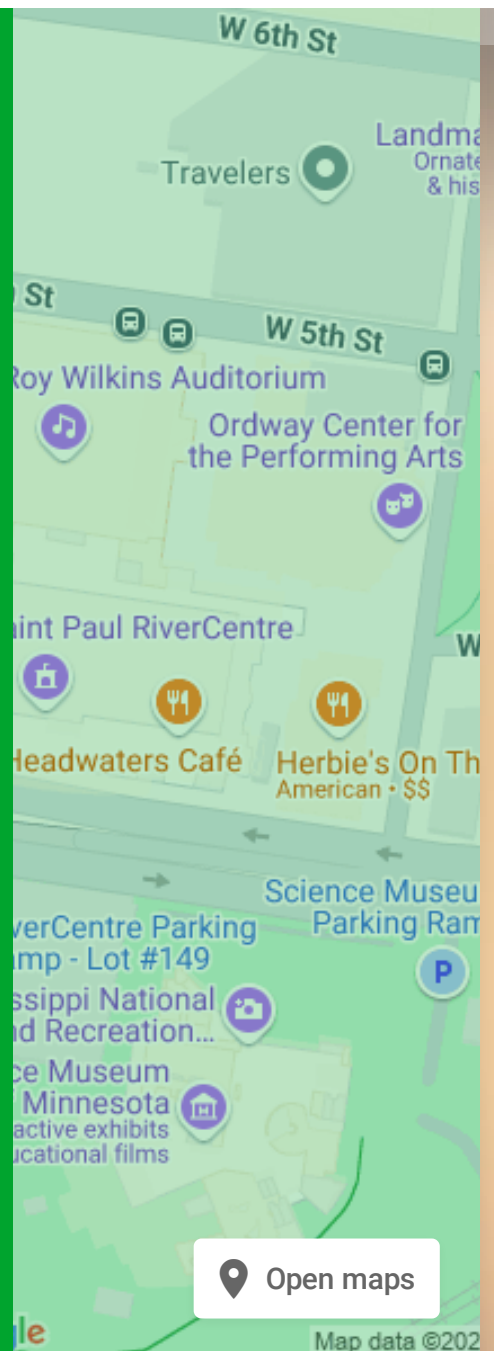 W 6th St
Landma
Ornate
& his
Travelers
St
W 5th St
Roy Wilkins Auditorium
Ordway Center for
the Performing Arts
aint Paul RiverCentre
W
Headwaters Café
Herbie's On Th
American • $$
Science Museu
Parking Ram
P
verCentre Parking
mp - Lot #149
ssippi National
nd Recreation...
ce Museum
Minnesota
active exhibits
ucational films
Open maps
gle
Map data ©202